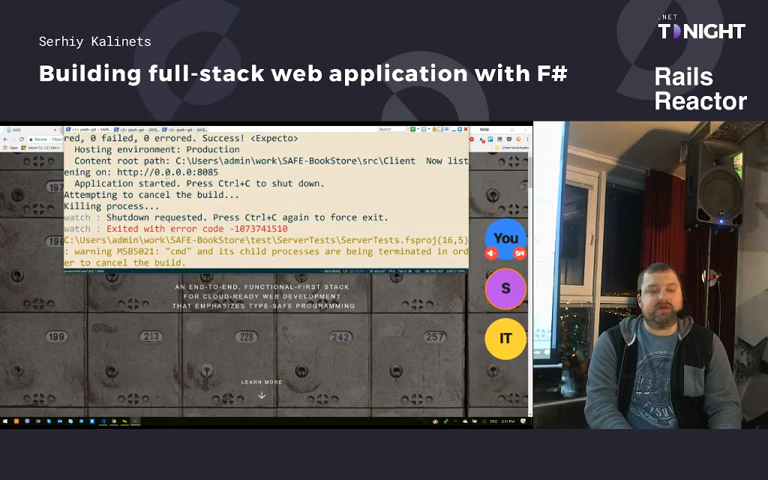 Serhiy Kalinets
Building full-stack web application with F#
.NET
TONIGHT
Rails
Reactor
red, 0 failed, 0 errored. Success! <Expecto>
Hosting environment: Production
Content root path: C:\Users\admin\work\SAFE-BookStore\src\Client Now list
ening on: http://0.0.0.0:8085
Application started. Press Ctrl+C to shut down.
Attempting to cancel the build...
Killing process...
watch : Shutdown requested. Press Ctrl+C again to force exit.
watch : Exited with error code -1073741510
C:\Users\admin\work\SAFE-BookStore\test\ServerTests\ServerTests.fsproj(16,5)
: warning MSB5021: "cmd" and its child processes are being terminated in ord
er to cancel the build.
You
S
IT
AN END-TO-END, FUNCTIONAL-FIRST STACK
FOR CLOUD-READY WEB DEVELOPMENT
THAT EMPHASIZES TYPE-SAFE PROGRAMMING
199
213
228
242
257
LEARN MORE